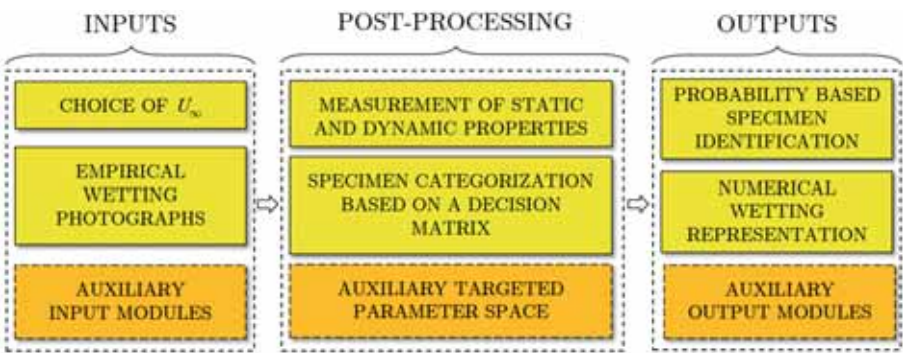 INPUTS
CHOICE OF U∞
EMPIRICAL
WETTING
PHOTOGRAPHS
AUXILIARY
INPUT MODULES
POST-PROCESSING
MEASUREMENT OF STATIC
AND DYNAMIC PROPERTIES
SPECIMEN CATEGORIZATION
BASED ON A DECISION
MATRIX
AUXILIARY TARGETED
PARAMETER SPACE
OUTPUTS
PROBABILITY BASED
SPECIMEN
IDENTIFICATION
NUMERICAL
WETTING
REPRESENTATION
AUXILIARY
OUTPUT MODULES